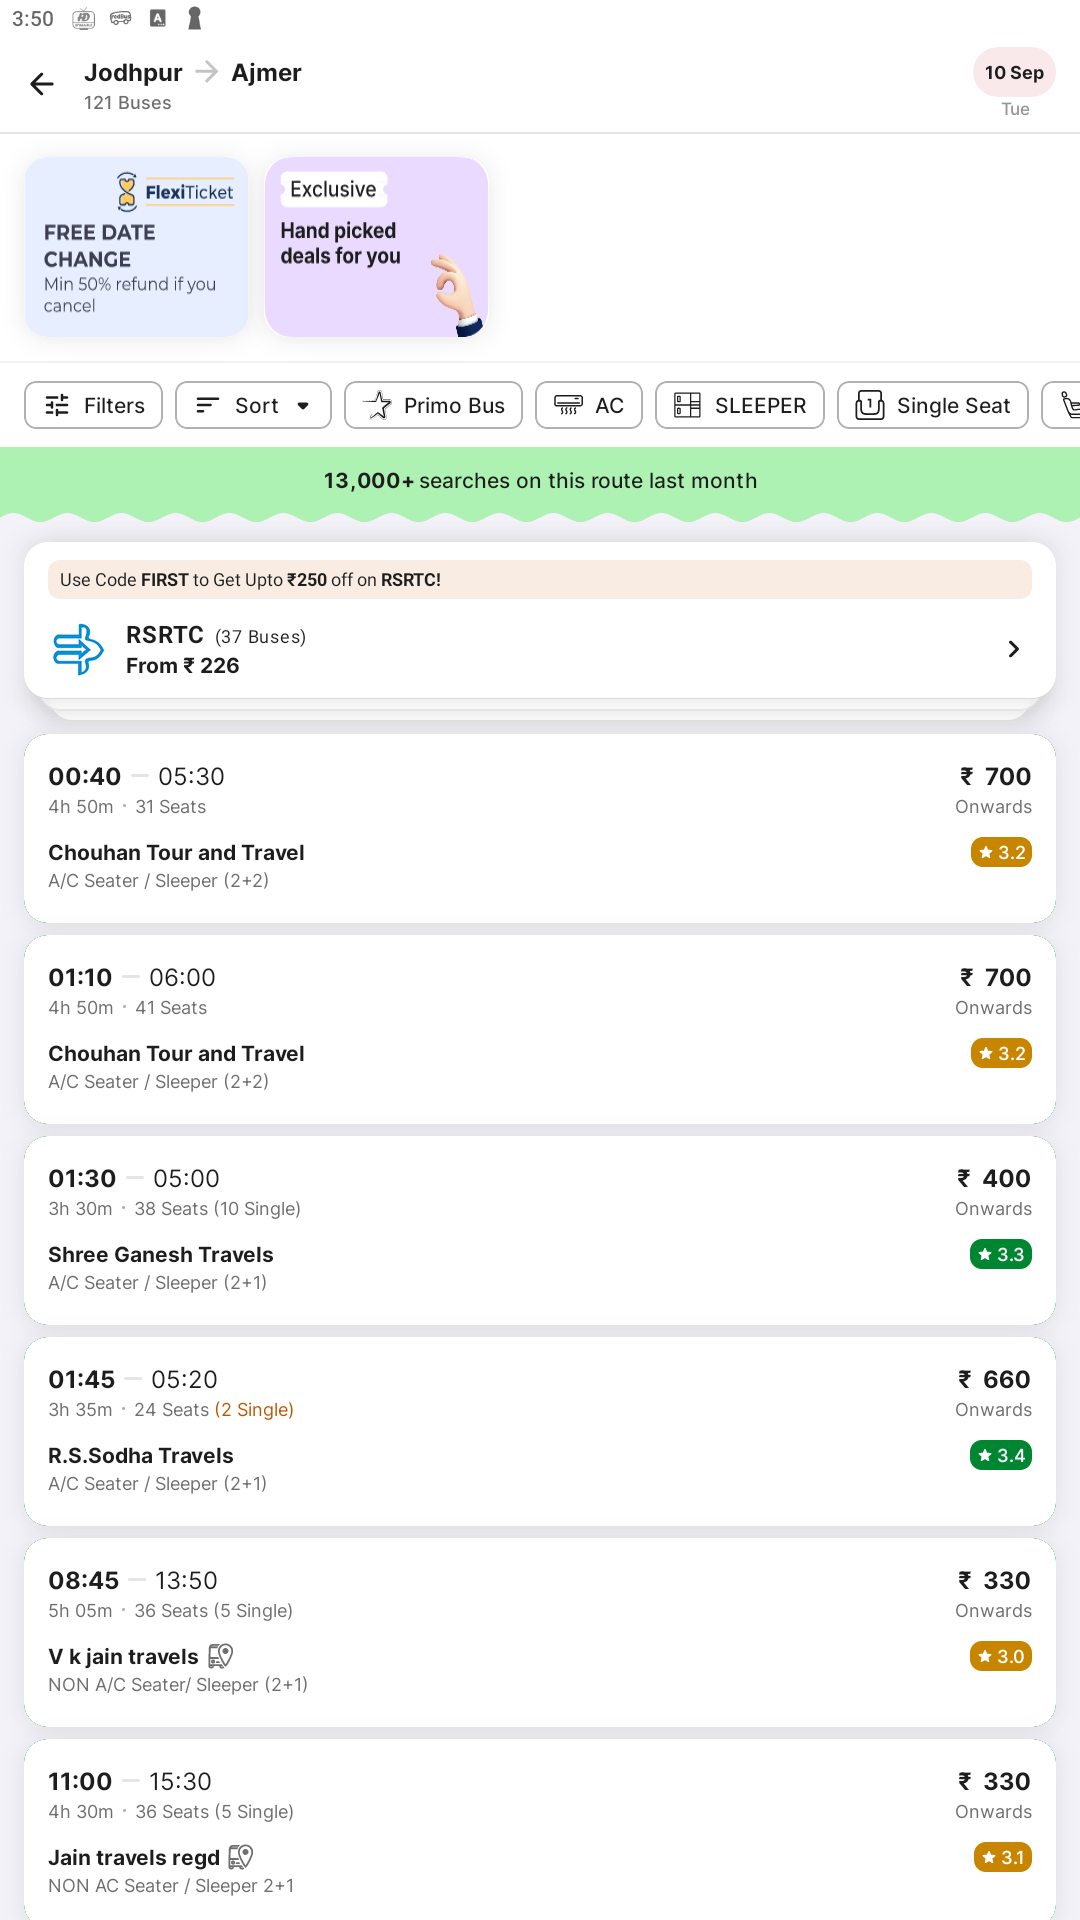 3:50
Jodhpur → Ajmer
121 Buses
10 Sep
Tue
FlexiTicket
FREE DATE
CHANGE
Min 50% refund if you
cancel
Exclusive
Hand picked
deals for you
Filters
Sort
Primo Bus
AC
SLEEPER
1
Single Seat
13,000+ searches on this route last month
Use Code FIRST to Get Upto ₹250 off on RSRTC!
RSRTC (37 Buses)
From ₹ 226
00:40 — 05:30
₹ 700
4h 50m · 31 Seats
Onwards
Chouhan Tour and Travel
3.2
A/C Seater / Sleeper (2+2)
01:10 — 06:00
₹ 700
4h 50m · 41 Seats
Onwards
Chouhan Tour and Travel
3.2
A/C Seater / Sleeper (2+2)
01:30 — 05:00
₹ 400
3h 30m · 38 Seats (10 Single)
Onwards
Shree Ganesh Travels
3.3
A/C Seater / Sleeper (2+1)
01:45 — 05:20
₹ 660
3h 35m · 24 Seats (2 Single)
Onwards
R.S.Sodha Travels
3.4
A/C Seater / Sleeper (2+1)
08:45 — 13:50
₹ 330
5h 05m · 36 Seats (5 Single)
Onwards
V k jain travels
3.0
NON A/C Seater/ Sleeper (2+1)
11:00 — 15:30
₹ 330
4h 30m · 36 Seats (5 Single)
Onwards
Jain travels regd
3.1
NON AC Seater / Sleeper 2+1